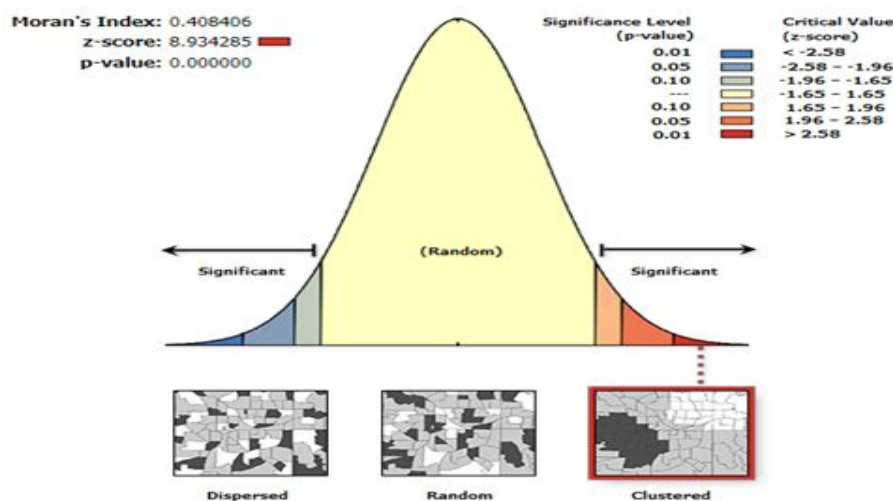 Moran's Index: 0.408406
z-score: 8.934285
p-value: 0.000000
Significance Level
(p-value)
Critical Value
(z-score)
0.01 < -2.58
0.05 -2.58 – -1.96
0.10 -1.96 – -1.65
--- -1.65 – 1.65
0.10 1.65 – 1.96
0.05 1.96 – 2.58
0.01 > 2.58
Significant
(Random)
Significant
Dispersed
Random
Clustered